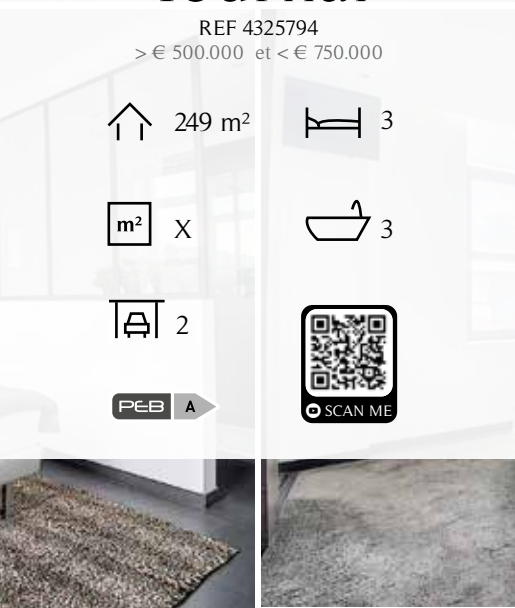 REF 4325794
> € 500.000 et < € 750.000
249 m²
3
m²
X
3
2
PEB A
SCAN ME